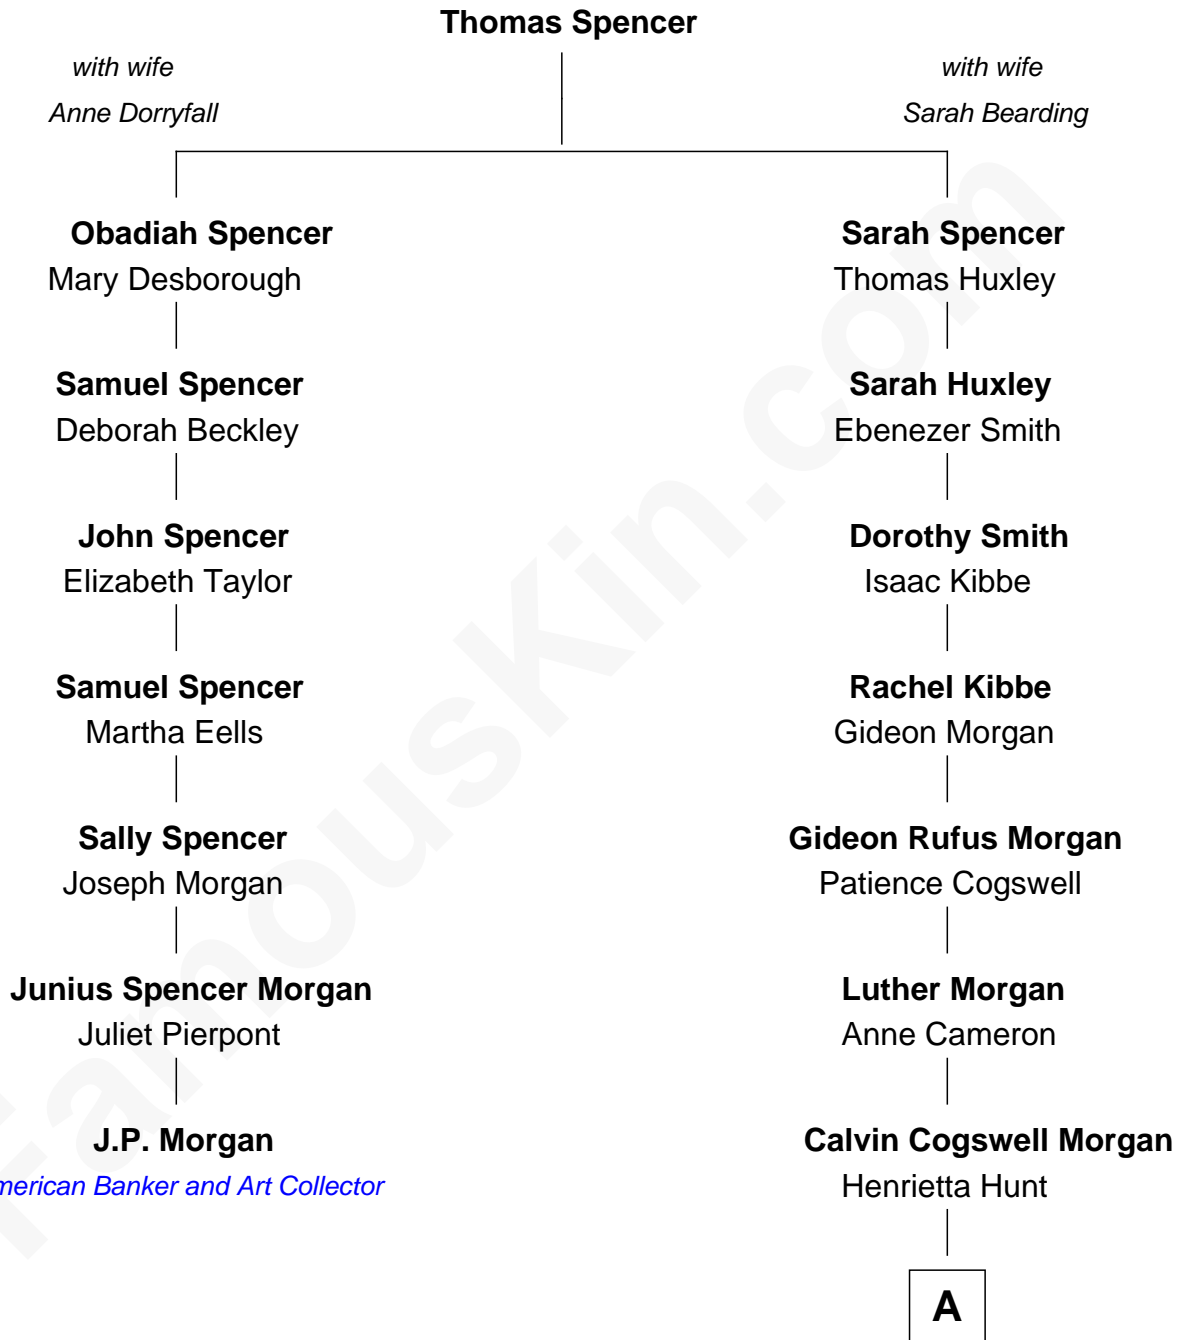 Thomas Spencer
with wife
Anne Dorryfall
with wife
Sarah Bearding
Obadiah Spencer
Mary Desborough
Sarah Spencer
Thomas Huxley
Samuel Spencer
Deborah Beckley
Sarah Huxley
Ebenezer Smith
John Spencer
Elizabeth Taylor
Dorothy Smith
Isaac Kibbe
Samuel Spencer
Martha Eells
Rachel Kibbe
Gideon Morgan
Sally Spencer
Joseph Morgan
Gideon Rufus Morgan
Patience Cogswell
Junius Spencer Morgan
Juliet Pierpont
Luther Morgan
Anne Cameron
J.P. Morgan
merican Banker and Art Collector
Calvin Cogswell Morgan
Henrietta Hunt
A
FamousKin.com